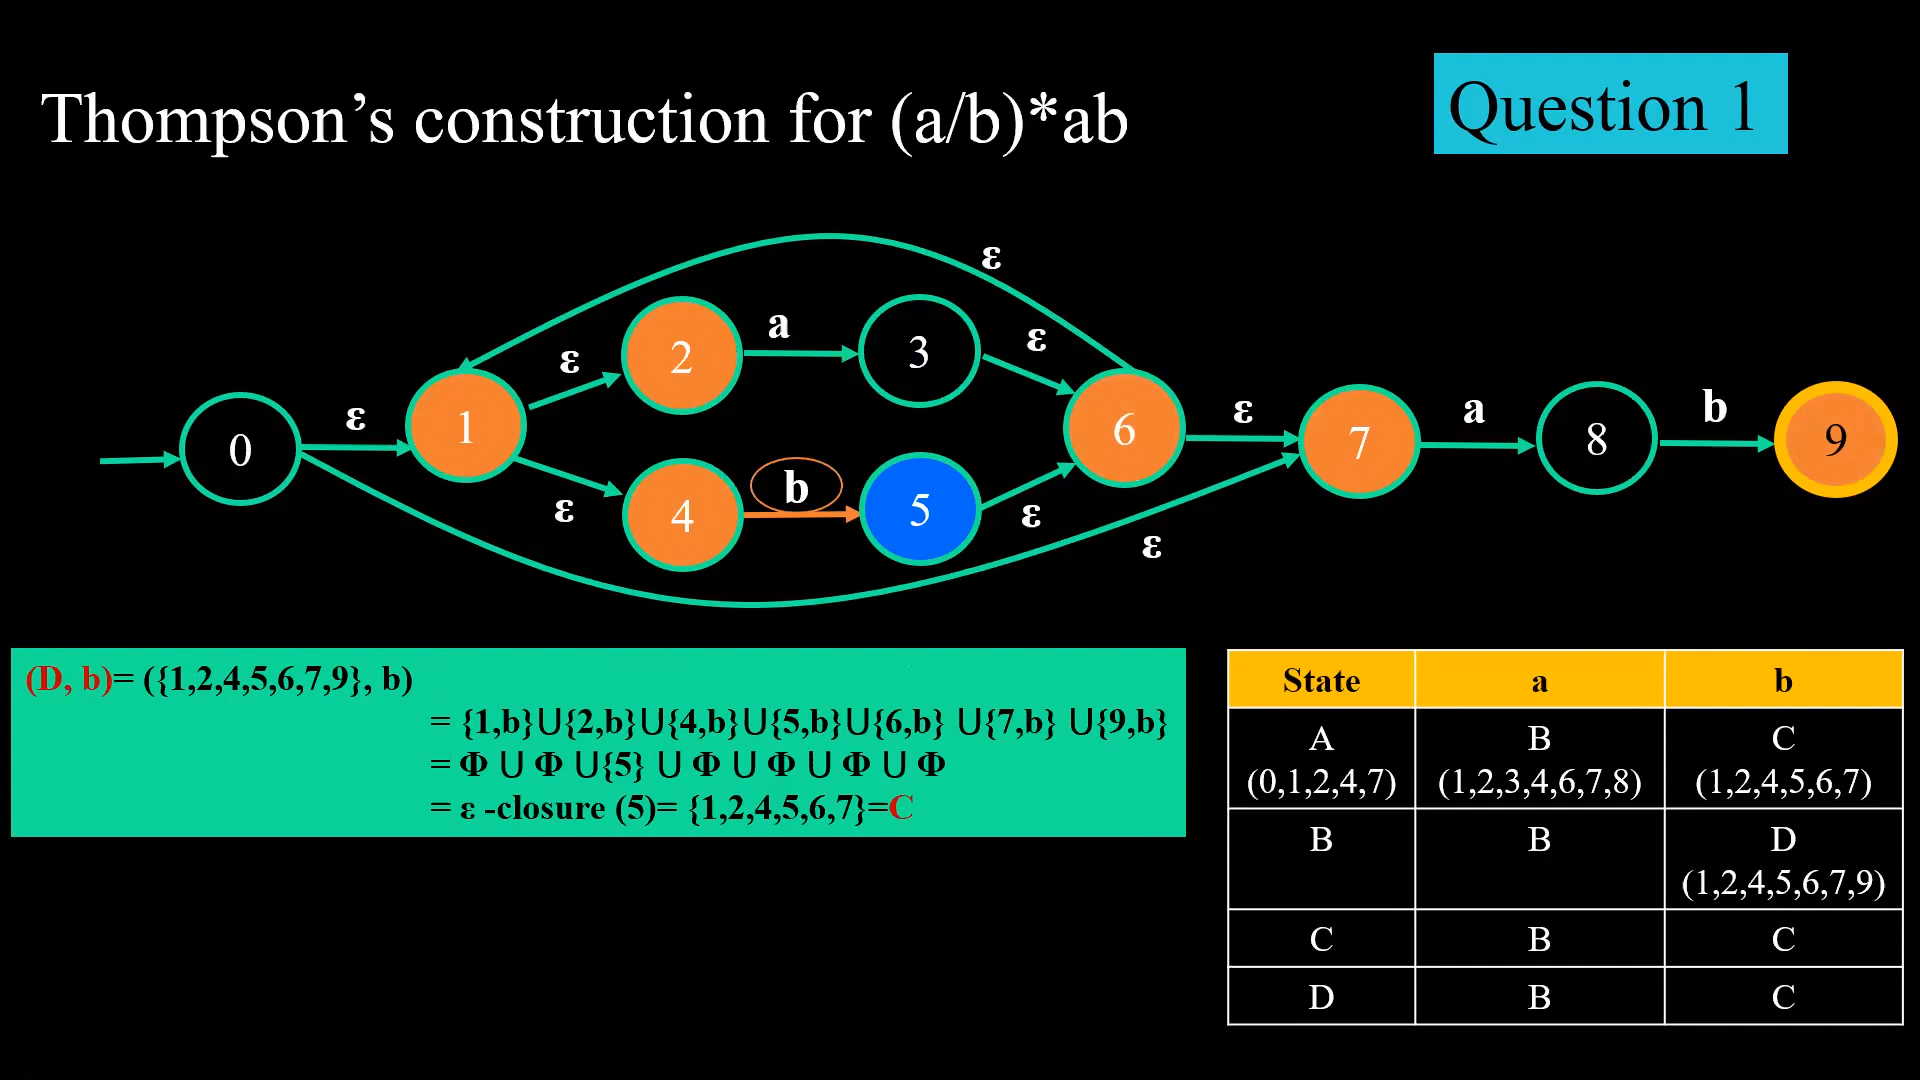 Thompson’s construction for (a/b)*ab
Question 1
ε
a
ε
ε
ε
ε
b
ε
ε
ε
a
b
0
1
2
3
4
5
6
7
8
9
(D, b)= ({1,2,4,5,6,7,9}, b)
= {1,b}⋃{2,b}⋃{4,b}⋃{5,b}⋃{6,b} ⋃{7,b} ⋃{9,b}
= Φ ⋃ Φ ⋃{5} ⋃ Φ ⋃ Φ ⋃ Φ ⋃ Φ
= ε -closure (5)= {1,2,4,5,6,7}=C
State a b
A B C
(0,1,2,4,7) (1,2,3,4,6,7,8) (1,2,4,5,6,7)
B B D
(1,2,4,5,6,7,9)
C B C
D B C